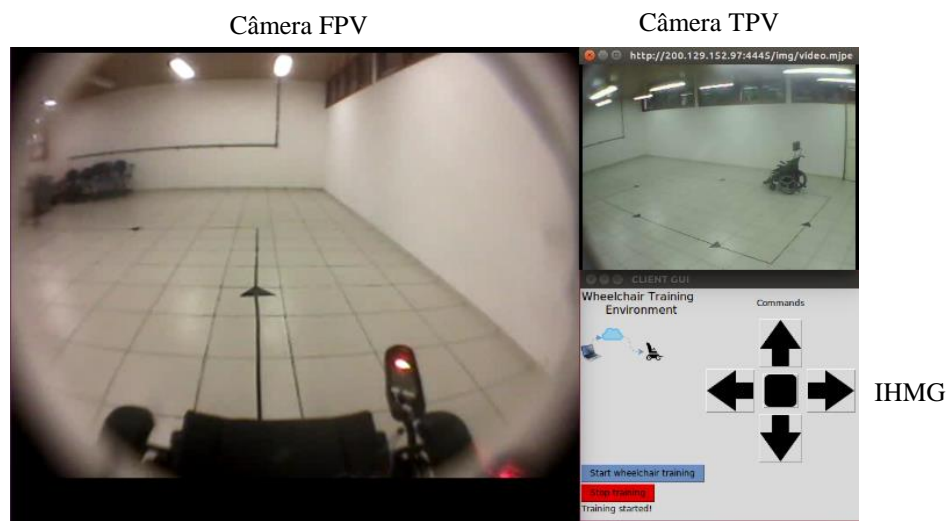 Câmera FPV
Câmera TPV
http://200.129.152.97:4445/img/video.mjpe
CLIENT GUI
Wheelchair Training
Environment
Commands
IHMG
Start wheelchair training
Stop training
Training started!